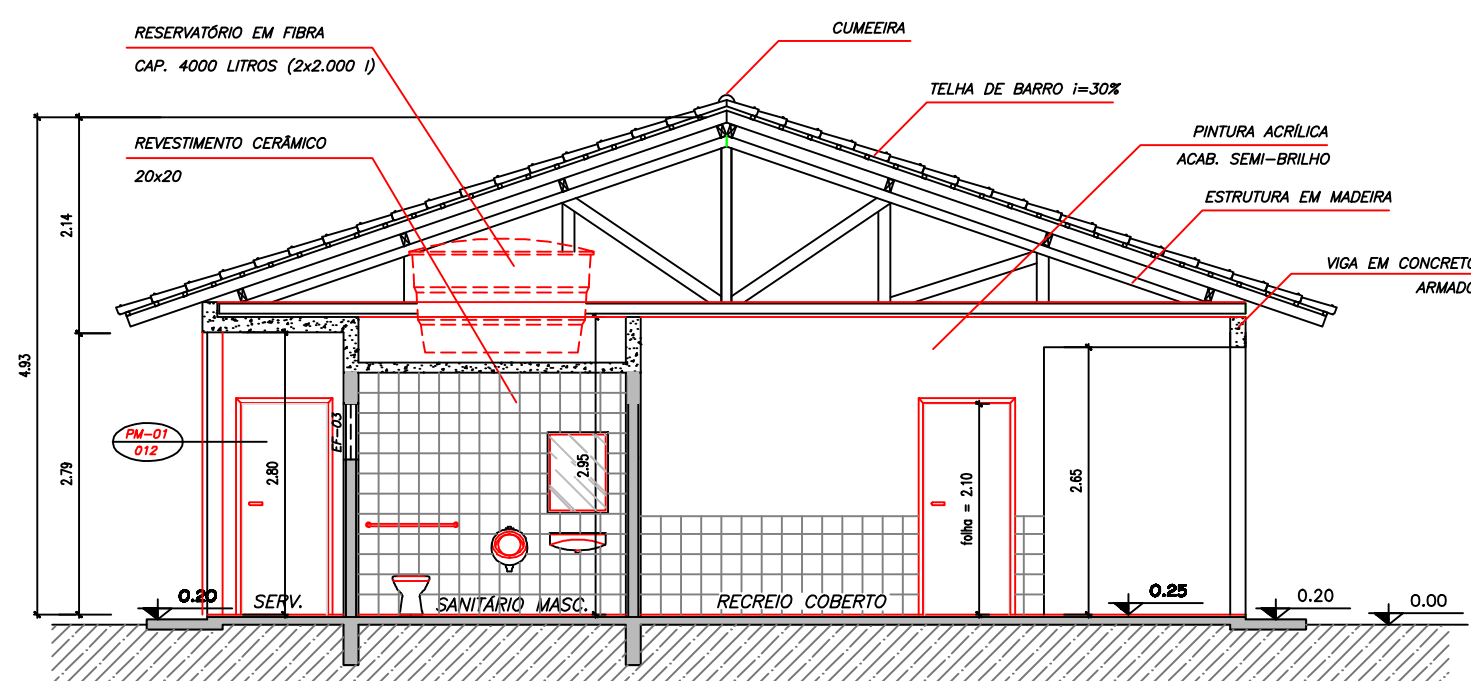 RESERVATÓRIO EM FIBRA
CAP. 4000 LITROS (2x2.000 l)
CUMEEIRA
TELHA DE BARRO i=30%
REVESTIMENTO CERÂMICO
20x20
PINTURA ACRÍLICA
ACAB. SEMI-BRILHO
ESTRUTURA EM MADEIRA
VIGA EM CONCRETO
ARMADO
2.14
4.93
2.79
PM-01
012
2.80
EF-03
2.95
folha = 2.10
2.65
0.20
SERV.
SANITÁRIO MASC.
RECREIO COBERTO
0.25
0.20
0.00